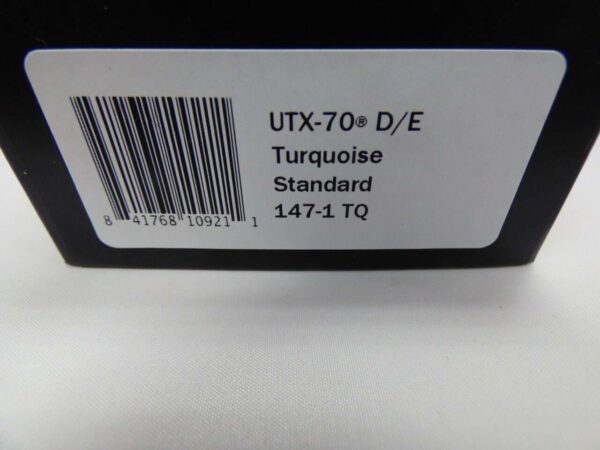 UTX-70® D/E
Turquoise
Standard
147-1 TQ
8 41768 10921 1